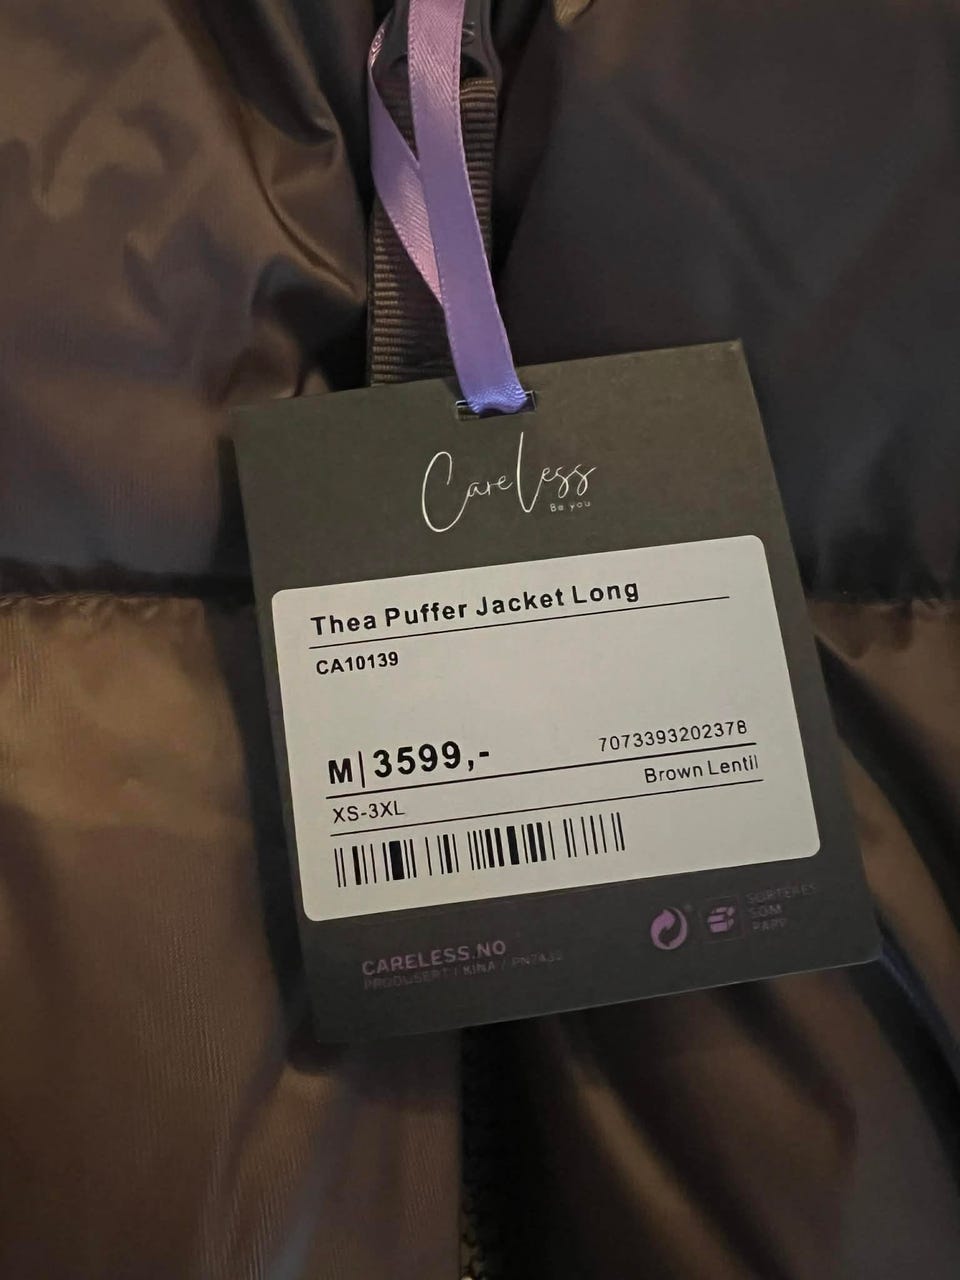 CareLess
Be you
Thea Puffer Jacket Long
CA10139
M|3599,-
7073393202378
XS-3XL
Brown Lentil
CARELESS.NO
PRODUSERT I KINA /
SORTERES
SOM
PAPP